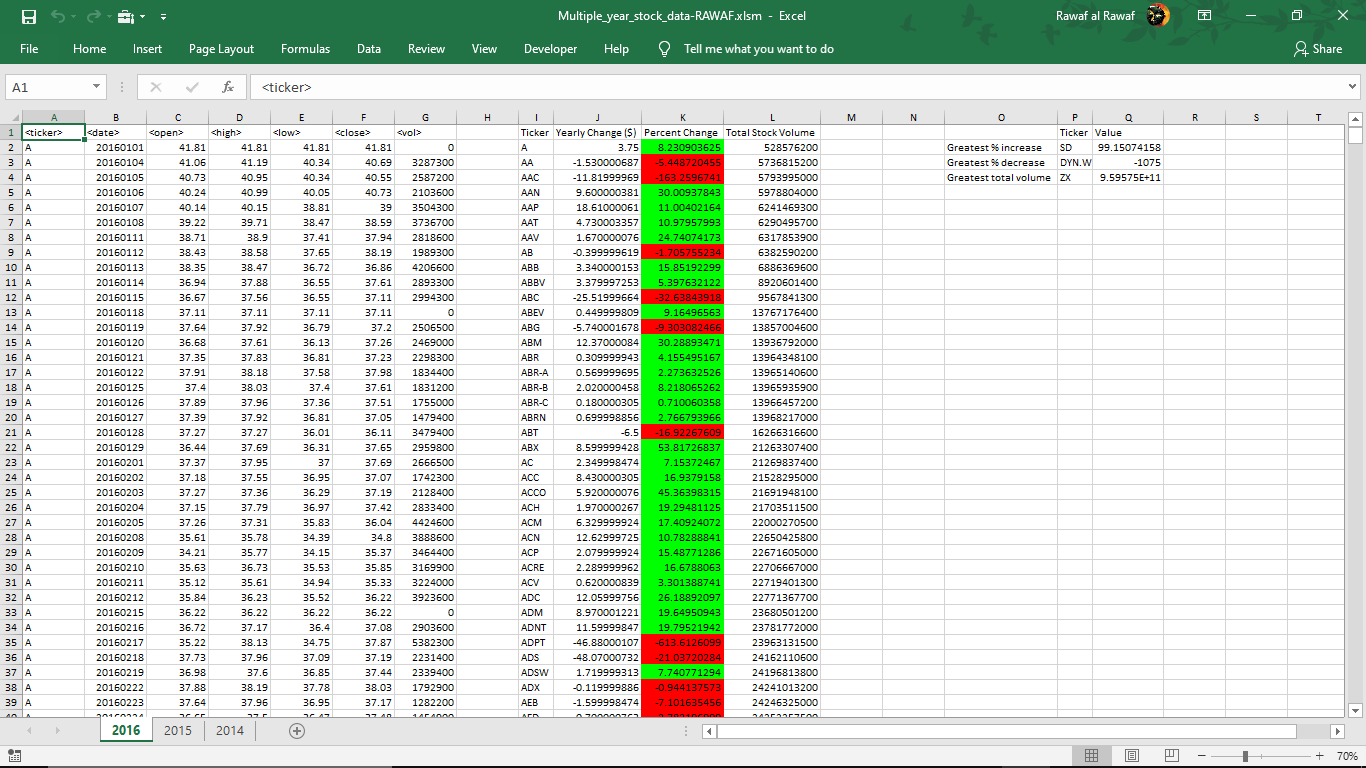 Multiple_year_stock_data-RAWAF.xlsm - Excel
Rawaf al Rawaf
File Home Insert Page Layout Formulas Data Review View Developer Help Tell me what you want to do Share
A1 fx <ticker>
A B C D E F G H I J K L M N O P Q R S T
1 <ticker> <date> <open> <high> <low> <close> <vol> Ticker Yearly Change ($) Percent Change Total Stock Volume Ticker Value
2 A 20160101 41.81 41.81 41.81 41.81 0 A 3.75 8.230903625 528576200 Greatest % increase SD 99.15074158
3 A 20160104 41.06 41.19 40.34 40.69 3287300 AA -1.530000687 -5.448720455 5736815200 Greatest % decrease DYN.W -1075
4 A 20160105 40.73 40.95 40.34 40.55 2587200 AAC -11.81999969 -163.2596741 5793995000 Greatest total volume ZX 9.59575E+11
5 A 20160106 40.24 40.99 40.05 40.73 2103600 AAN 9.600000381 30.00937843 5978804000
6 A 20160107 40.14 40.15 38.81 39 3504300 AAP 18.61000061 11.00402164 6241469300
7 A 20160108 39.22 39.71 38.47 38.59 3736700 AAT 4.730003357 10.97957993 6290495700
8 A 20160111 38.71 38.9 37.41 37.94 2818600 AAV 1.670000076 24.74074173 6317853900
9 A 20160112 38.43 38.58 37.65 38.19 1989300 AB -0.399999619 -1.705755234 6382590200
10 A 20160113 38.35 38.47 36.72 36.86 4206600 ABB 3.340000153 15.85192299 6886369600
11 A 20160114 36.94 37.88 36.55 37.61 2893300 ABBV 3.379997253 5.397632122 8920601400
12 A 20160115 36.67 37.56 36.55 37.11 2994300 ABC -25.51999664 -32.63843918 9567841300
13 A 20160118 37.11 37.11 37.11 37.11 0 ABEV 0.449999809 9.16496563 13767176400
14 A 20160119 37.64 37.92 36.79 37.2 2506500 ABG -5.740001678 -9.303082466 13857004600
15 A 20160120 36.68 37.61 36.13 37.26 2469000 ABM 12.37000084 30.28893471 13936792000
16 A 20160121 37.35 37.83 36.81 37.23 2298300 ABR 0.309999943 4.155495167 13964348100
17 A 20160122 37.91 38.18 37.58 37.98 1834400 ABR-A 0.569999695 2.273632526 13965140600
18 A 20160125 37.4 38.03 37.4 37.61 1831200 ABR-B 2.020000458 8.218065262 13965935900
19 A 20160126 37.89 37.96 37.36 37.51 1755000 ABR-C 0.180000305 0.710060358 13966457200
20 A 20160127 37.39 37.92 36.81 37.05 1479400 ABRN 0.699998856 2.766793966 13968217000
21 A 20160128 37.27 37.27 36.01 36.11 3479400 ABT -6.5 -16.92267609 16266316600
22 A 20160129 36.44 37.69 36.31 37.65 2959800 ABX 8.599999428 53.81726837 21263307400
23 A 20160201 37.37 37.95 37 37.69 2666500 AC 2.349998474 7.15372467 21269837400
24 A 20160202 37.18 37.55 36.95 37.07 1742300 ACC 8.430000305 16.9379158 21528295000
25 A 20160203 37.27 37.36 36.29 37.19 2128400 ACCO 5.920000076 45.36398315 21691948100
26 A 20160204 37.15 37.79 36.97 37.42 2833400 ACH 1.970000267 19.29481125 21703511500
27 A 20160205 37.26 37.31 35.83 36.04 4424600 ACM 6.329999924 17.40924072 22000270500
28 A 20160208 35.61 35.78 34.39 34.8 3888600 ACN 12.62999725 10.78288841 22650425800
29 A 20160209 34.21 35.77 34.15 35.37 3464400 ACP 2.079999924 15.48771286 22671605000
30 A 20160210 35.63 36.73 35.53 35.85 3169900 ACRE 2.289999962 16.6788063 22706667000
31 A 20160211 35.12 35.61 34.94 35.33 3224000 ACV 0.620000839 3.301388741 22719401300
32 A 20160212 35.84 36.23 35.52 36.22 3923600 ADC 12.05999756 26.18892097 22771367700
33 A 20160215 36.22 36.22 36.22 36.22 0 ADM 8.970001221 19.64950943 23680501200
34 A 20160216 36.72 37.17 36.4 37.08 2903600 ADNT 11.59999847 19.79521942 23781772000
35 A 20160217 35.22 38.13 34.75 37.87 5382300 ADPT -46.88000107 -613.6126099 23963131500
36 A 20160218 37.73 37.96 37.09 37.19 2231400 ADS -48.07000732 -21.03720284 24162110600
37 A 20160219 36.98 37.6 36.85 37.44 2339400 ADSW 1.719999313 7.740771294 24196813800
38 A 20160222 37.88 38.19 37.78 38.03 1792900 ADX -0.119999886 -0.944137573 24241013200
39 A 20160223 37.64 37.96 36.95 37.17 1282200 AEB -1.599998474 -7.101635456 24246325000
2016 2015 2014
70%